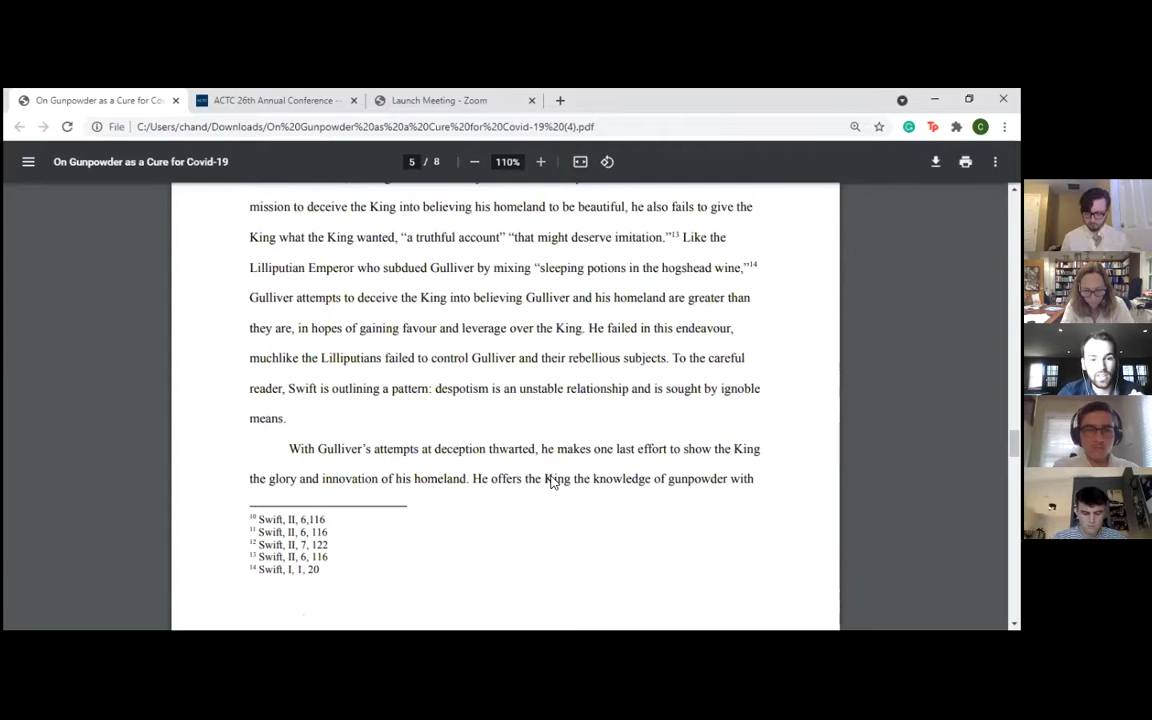 On Gunpowder as a Cure for Co
ACTC 26th Annual Conference --
Launch Meeting - Zoom
File
C:/Users/chand/Downloads/On%20Gunpowder%20as%20a%20Cure%20for%20Covid-19%20(4).pdf
C
On Gunpowder as a Cure for Covid-19
5 / 8
110%
mission to deceive the King into believing his homeland to be beautiful, he also fails to give the
King what the King wanted, “a truthful account” “that might deserve imitation.”13 Like the
Lilliputian Emperor who subdued Gulliver by mixing “sleeping potions in the hogshead wine,”14
Gulliver attempts to deceive the King into believing Gulliver and his homeland are greater than
they are, in hopes of gaining favour and leverage over the King. He failed in this endeavour,
muchlike the Lilliputians failed to control Gulliver and their rebellious subjects. To the careful
reader, Swift is outlining a pattern: despotism is an unstable relationship and is sought by ignoble
means.
With Gulliver’s attempts at deception thwarted, he makes one last effort to show the King
the glory and innovation of his homeland. He offers the King the knowledge of gunpowder with
10 Swift, II, 6,116
11 Swift, II, 6, 116
12 Swift, II, 7, 122
13 Swift, II, 6, 116
14 Swift, I, 1, 20